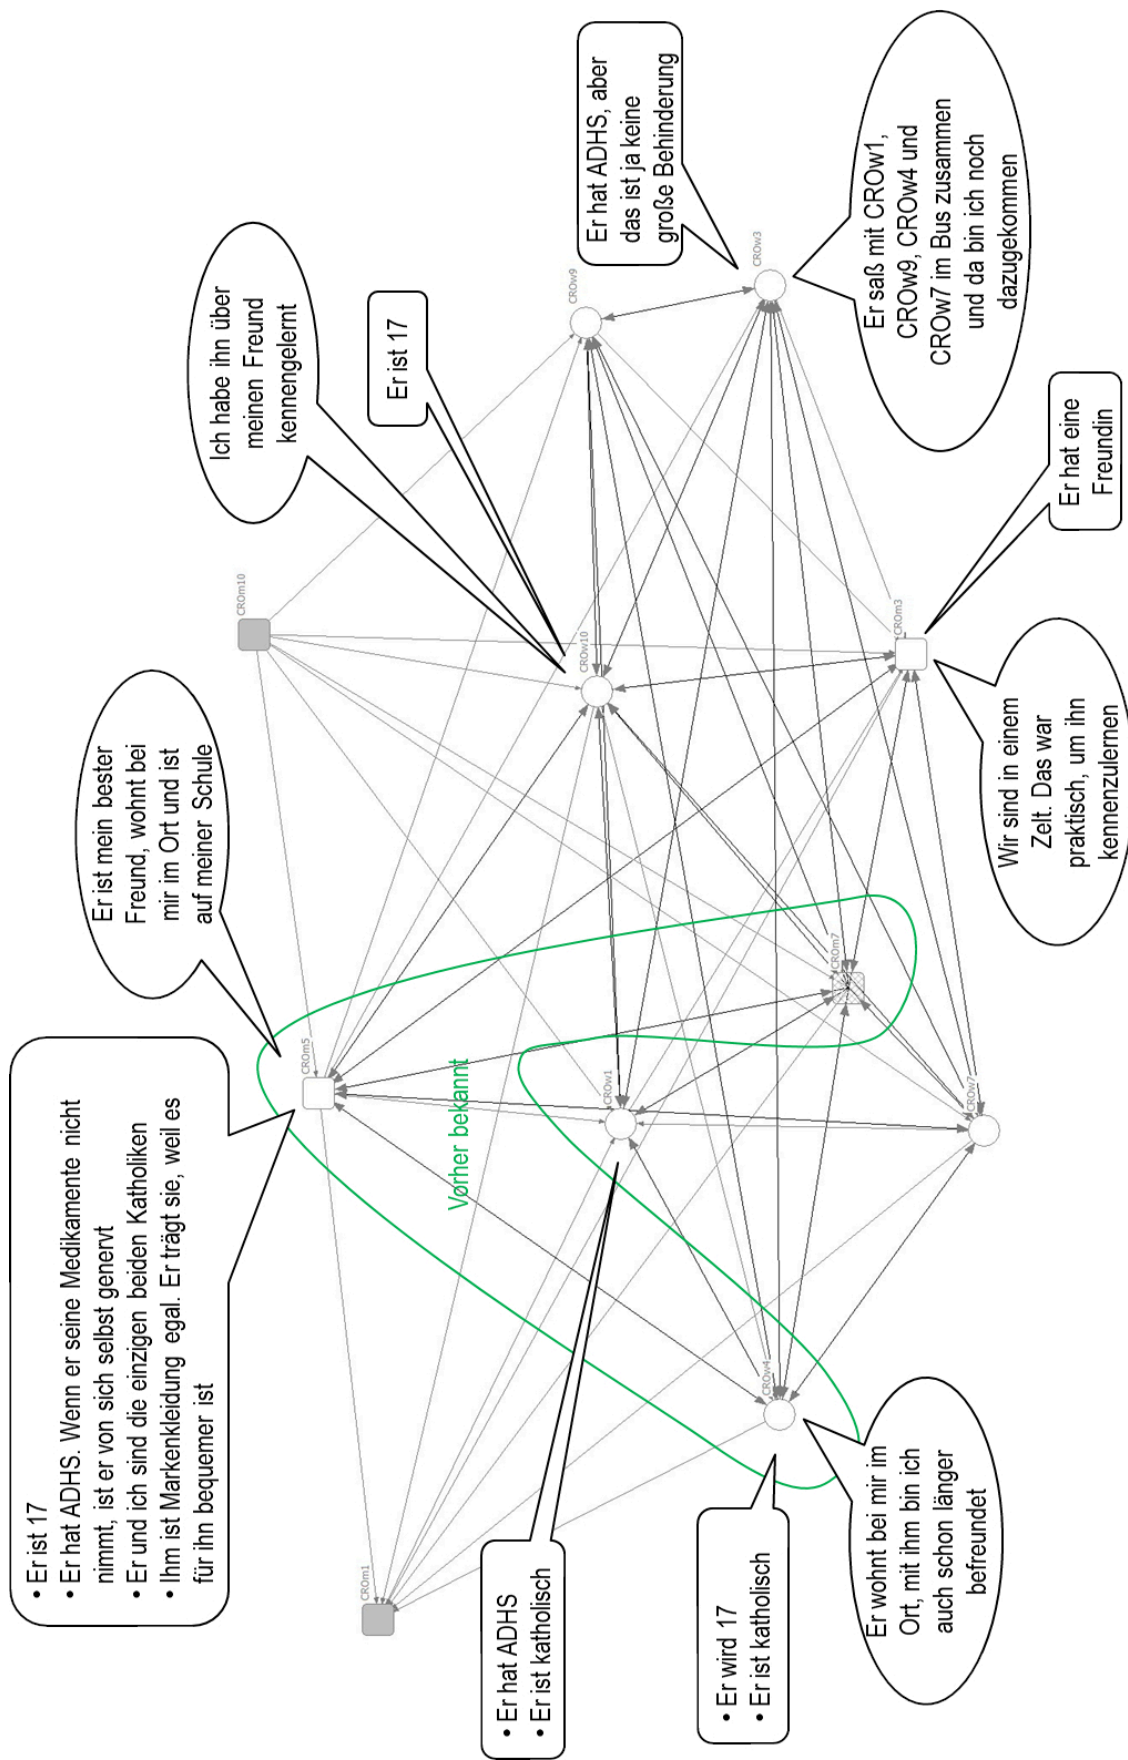 • Er ist 17
• Er hat ADHS. Wenn er seine Medikamente nicht
nimmt, ist er von sich selbst genervt
• Er und ich sind die einzigen beiden Katholiken
• Ihm ist Markenkleidung egal. Er trägt sie, weil es
für ihn bequemer ist
Er ist mein bester
Freund, wohnt bei
mir im Ort und ist
auf meiner Schule
Ich habe ihn über
meinen Freund
kennengelernt
Er ist 17
Er hat ADHS, aber
das ist ja keine
große Behinderung
CROm1
CROm5
CROm10
CROw9
CROw3
CROw10
CROw1
Vorher bekannt
CROw4
CROm7
CROm3
CROw7
• Er hat ADHS
• Er ist katholisch
• Er wird 17
• Er ist katholisch
Er wohnt bei mir im
Ort, mit ihm bin ich
auch schon länger
befreundet
Wir sind in einem
Zelt. Das war
praktisch, um ihn
kennenzulernen
Er hat eine
Freundin
Er saß mit CROw1,
CROw9, CROw4 und
CROw7 im Bus zusammen
und da bin ich noch
dazugekommen